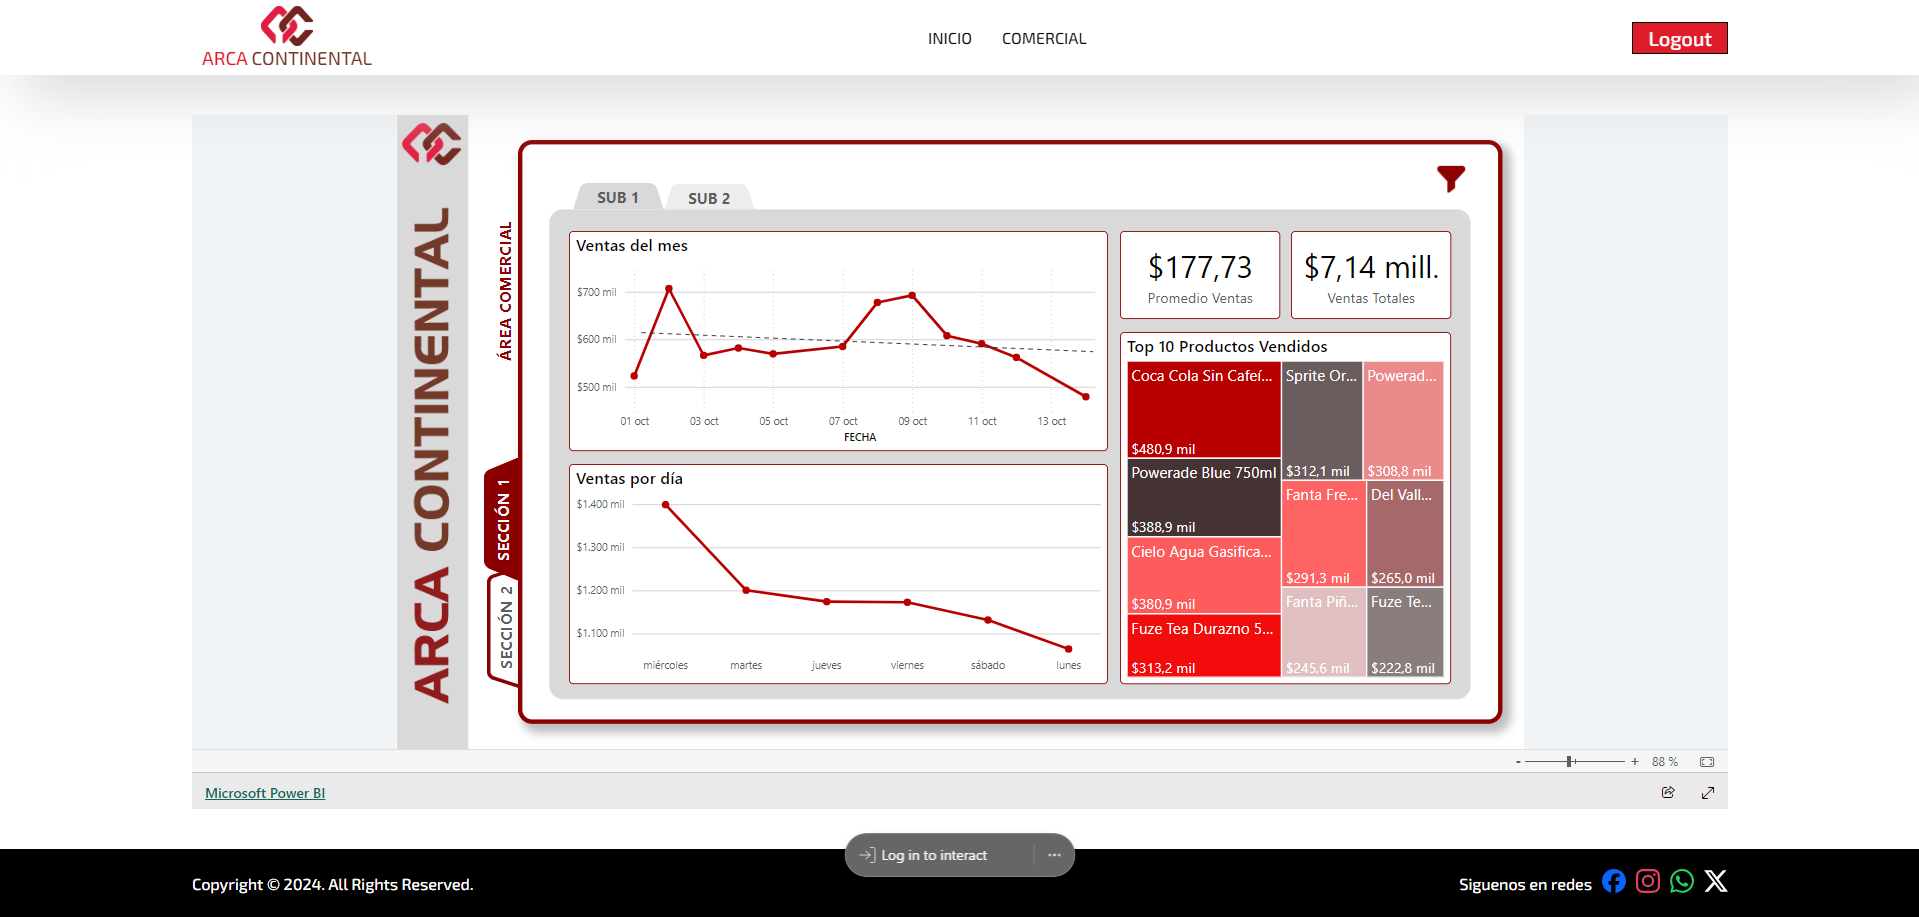 ARCA CONTINENTAL
INICIO
COMERCIAL
Logout
ARCA CONTINENTAL
ÁREA COMERCIAL
SECCIÓN 1
SECCIÓN 2
SUB 1
SUB 2
Ventas del mes
$700 mil
$600 mil
$500 mil
01 oct
03 oct
05 oct
07 oct
09 oct
11 oct
13 oct
FECHA
Ventas por día
$1.400 mil
$1.300 mil
$1.200 mil
$1.100 mil
miércoles
martes
jueves
viernes
sábado
lunes
$177,73
Promedio Ventas
$7,14 mill.
Ventas Totales
Top 10 Productos Vendidos
Coca Cola Sin Cafeí...
$480,9 mil
Powerade Blue 750ml
$388,9 mil
Cielo Agua Gasifica...
$380,9 mil
Fuze Tea Durazno 5...
$313,2 mil
Sprite Or...
$312,1 mil
Powerad...
$308,8 mil
Fanta Fre...
$291,3 mil
Del Vall...
$265,0 mil
Fanta Piñ...
$245,6 mil
Fuze Te...
$222,8 mil
- + 88 %
Microsoft Power BI
Log in to interact
Copyright © 2024. All Rights Reserved.
Siguenos en redes